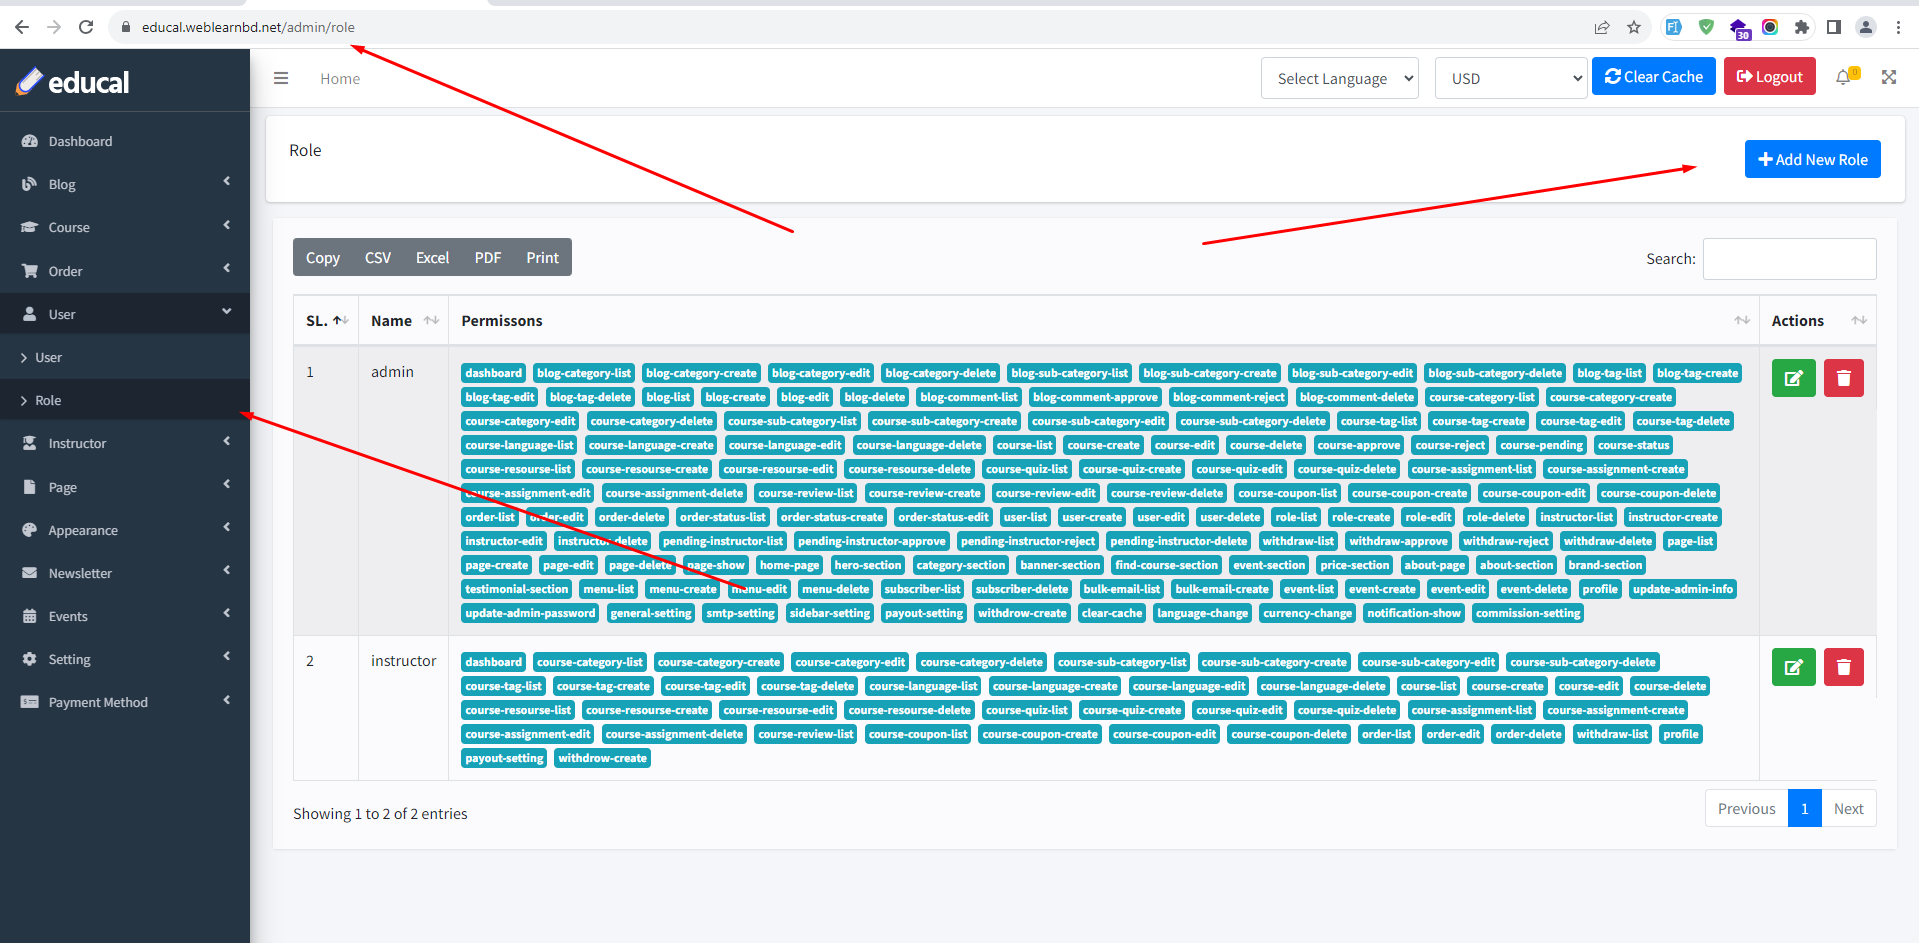 educal.weblearnbd.net/admin/role
30
educal
Home
Select Language
USD
Clear Cache
Logout
0
Dashboard
Blog
Course
Order
User
User
Role
Instructor
Page
Appearance
Newsletter
Events
Setting
Payment Method
Role
Add New Role
Copy CSV Excel PDF Print
Search:
SL. Name Permissons Actions
1 admin
dashboard blog-category-list blog-category-create blog-category-edit blog-category-delete blog-sub-category-list blog-sub-category-create blog-sub-category-edit blog-sub-category-delete blog-tag-list blog-tag-create
blog-tag-edit blog-tag-delete blog-list blog-create blog-edit blog-delete blog-comment-list blog-comment-approve blog-comment-reject blog-comment-delete course-category-list course-category-create
course-category-edit course-category-delete course-sub-category-list course-sub-category-create course-sub-category-edit course-sub-category-delete course-tag-list course-tag-create course-tag-edit course-tag-delete
course-language-list course-language-create course-language-edit course-language-delete course-list course-create course-edit course-delete course-approve course-reject course-pending course-status
course-resourse-list course-resourse-create course-resourse-edit course-resourse-delete course-quiz-list course-quiz-create course-quiz-edit course-quiz-delete course-assignment-list course-assignment-create
course-assignment-edit course-assignment-delete course-review-list course-review-create course-review-edit course-review-delete course-coupon-list course-coupon-create course-coupon-edit course-coupon-delete
order-list order-edit order-delete order-status-list order-status-create order-status-edit user-list user-create user-edit user-delete role-list role-create role-edit role-delete instructor-list instructor-create
instructor-edit instructor-delete pending-instructor-list pending-instructor-approve pending-instructor-reject pending-instructor-delete withdraw-list withdraw-approve withdraw-reject withdraw-delete page-list
page-create page-edit page-delete page-show home-page hero-section category-section banner-section find-course-section event-section price-section about-page about-section brand-section
testimonial-section menu-list menu-create menu-edit menu-delete subscriber-list subscriber-delete bulk-email-list bulk-email-create event-list event-create event-edit event-delete profile update-admin-info
update-admin-password general-setting smtp-setting sidebar-setting payout-setting withdrow-create clear-cache language-change currency-change notification-show commission-setting
2 instructor
dashboard course-category-list course-category-create course-category-edit course-category-delete course-sub-category-list course-sub-category-create course-sub-category-edit course-sub-category-delete
course-tag-list course-tag-create course-tag-edit course-tag-delete course-language-list course-language-create course-language-edit course-language-delete course-list course-create course-edit course-delete
course-resourse-list course-resourse-create course-resourse-edit course-resourse-delete course-quiz-list course-quiz-create course-quiz-edit course-quiz-delete course-assignment-list course-assignment-create
course-assignment-edit course-assignment-delete course-review-list course-coupon-list course-coupon-create course-coupon-edit course-coupon-delete order-list order-edit order-delete withdraw-list profile
payout-setting withdrow-create
Showing 1 to 2 of 2 entries
Previous 1 Next